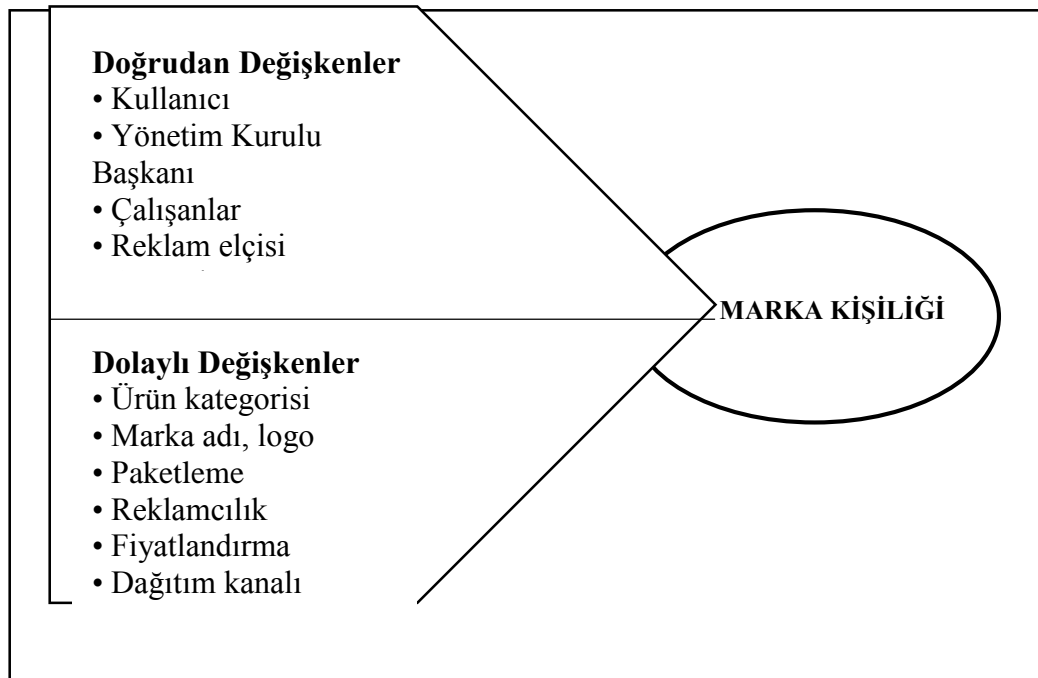 Doğrudan Değişkenler
• Kullanıcı
• Yönetim Kurulu
Başkanı
• Çalışanlar
• Reklam elçisi
MARKA KİŞİLİĞİ
Dolaylı Değişkenler
• Ürün kategorisi
• Marka adı, logo
• Paketleme
• Reklamcılık
• Fiyatlandırma
• Dağıtım kanalı